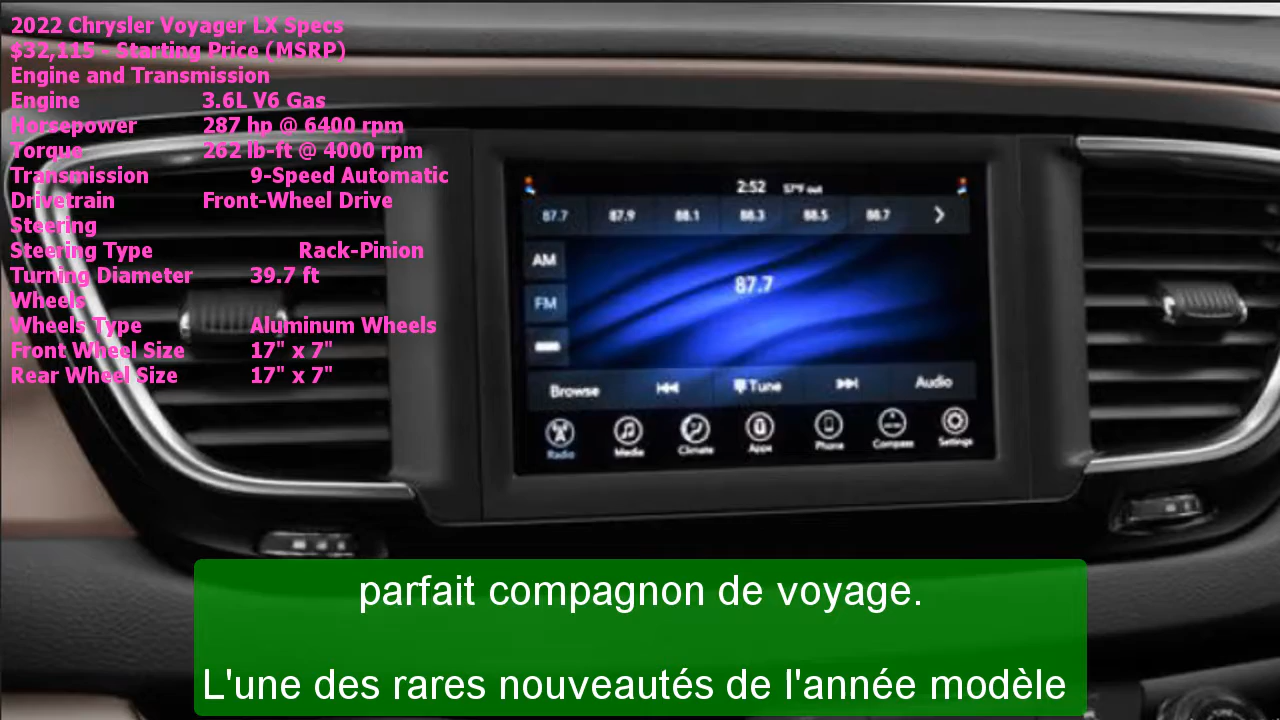 2022 Chrysler Voyager LX Specs
$32,115 - Starting Price (MSRP)
Engine and Transmission
Engine 3.6L V6 Gas
Horsepower 287 hp @ 6400 rpm
Torque 262 lb-ft @ 4000 rpm
Transmission 9-Speed Automatic
Drivetrain Front-Wheel Drive
Steering
Steering Type Rack-Pinion
Turning Diameter 39.7 ft
Wheels
Wheels Type Aluminum Wheels
Front Wheel Size 17" x 7"
Rear Wheel Size 17" x 7"
2:52 57°F out
87.7 87.9 88.1 88.3 88.5 88.7
AM
87.7
FM
Browse Tune Audio
Radio Media Climate Apps Phone Compass Settings
parfait compagnon de voyage.
L'une des rares nouveautés de l'année modèle